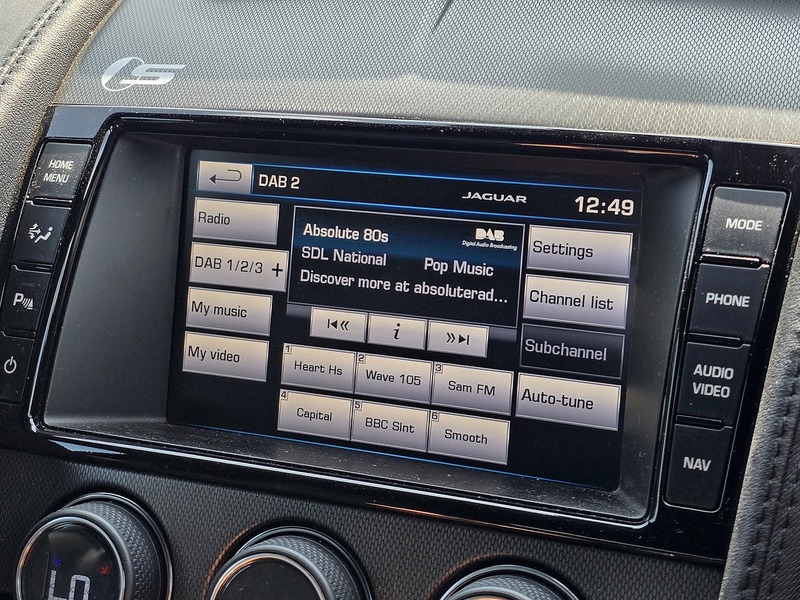 S
HOME
MENU
P
DAB 2
JAGUAR
12:49
Radio
DAB 1/2/3 +
My music
My video
Absolute 80s
DAB
Digital Audio Broadcasting
SDL National
Pop Music
Discover more at absoluterad...
i
Settings
Channel list
Subchannel
Auto-tune
1 Heart Hs
2 Wave 105
3 Sam FM
4 Capital
5 BBC Slnt
6 Smooth
MODE
PHONE
AUDIO
VIDEO
NAV
LO